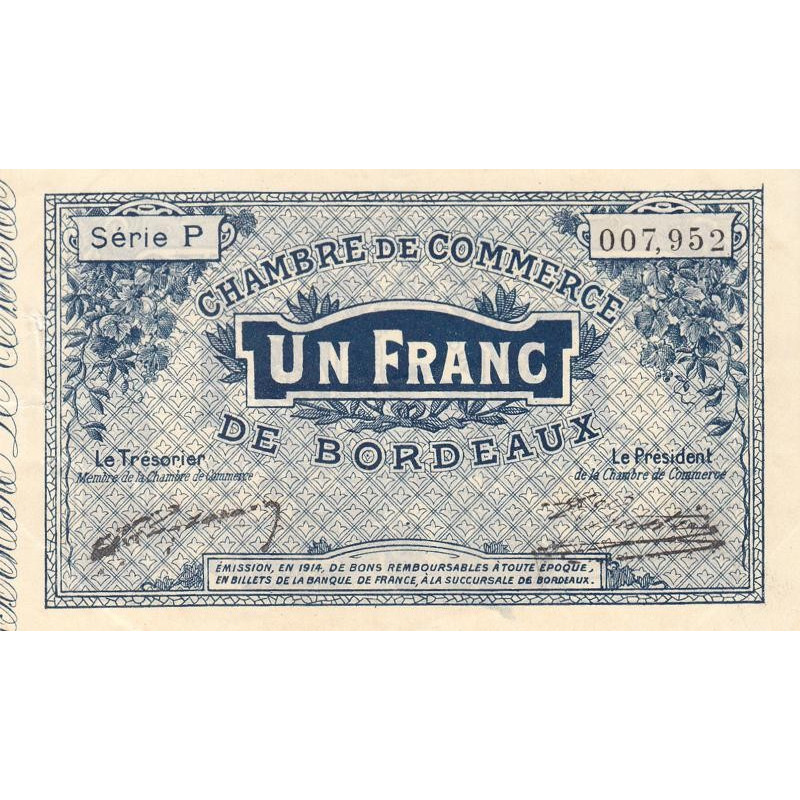 Série P
007,952
CHAMBRE DE COMMERCE
UN FRANC
DE BORDEAUX
Le Trésorier
Membre de la Chambre de Commerce
Le Président
de la Chambre de Commerce
ÉMISSION, EN 1914, DE BONS REMBOURSABLES À TOUTE ÉPOQUE,
EN BILLETS DE LA BANQUE DE FRANCE, À LA SUCCURSALE DE BORDEAUX.